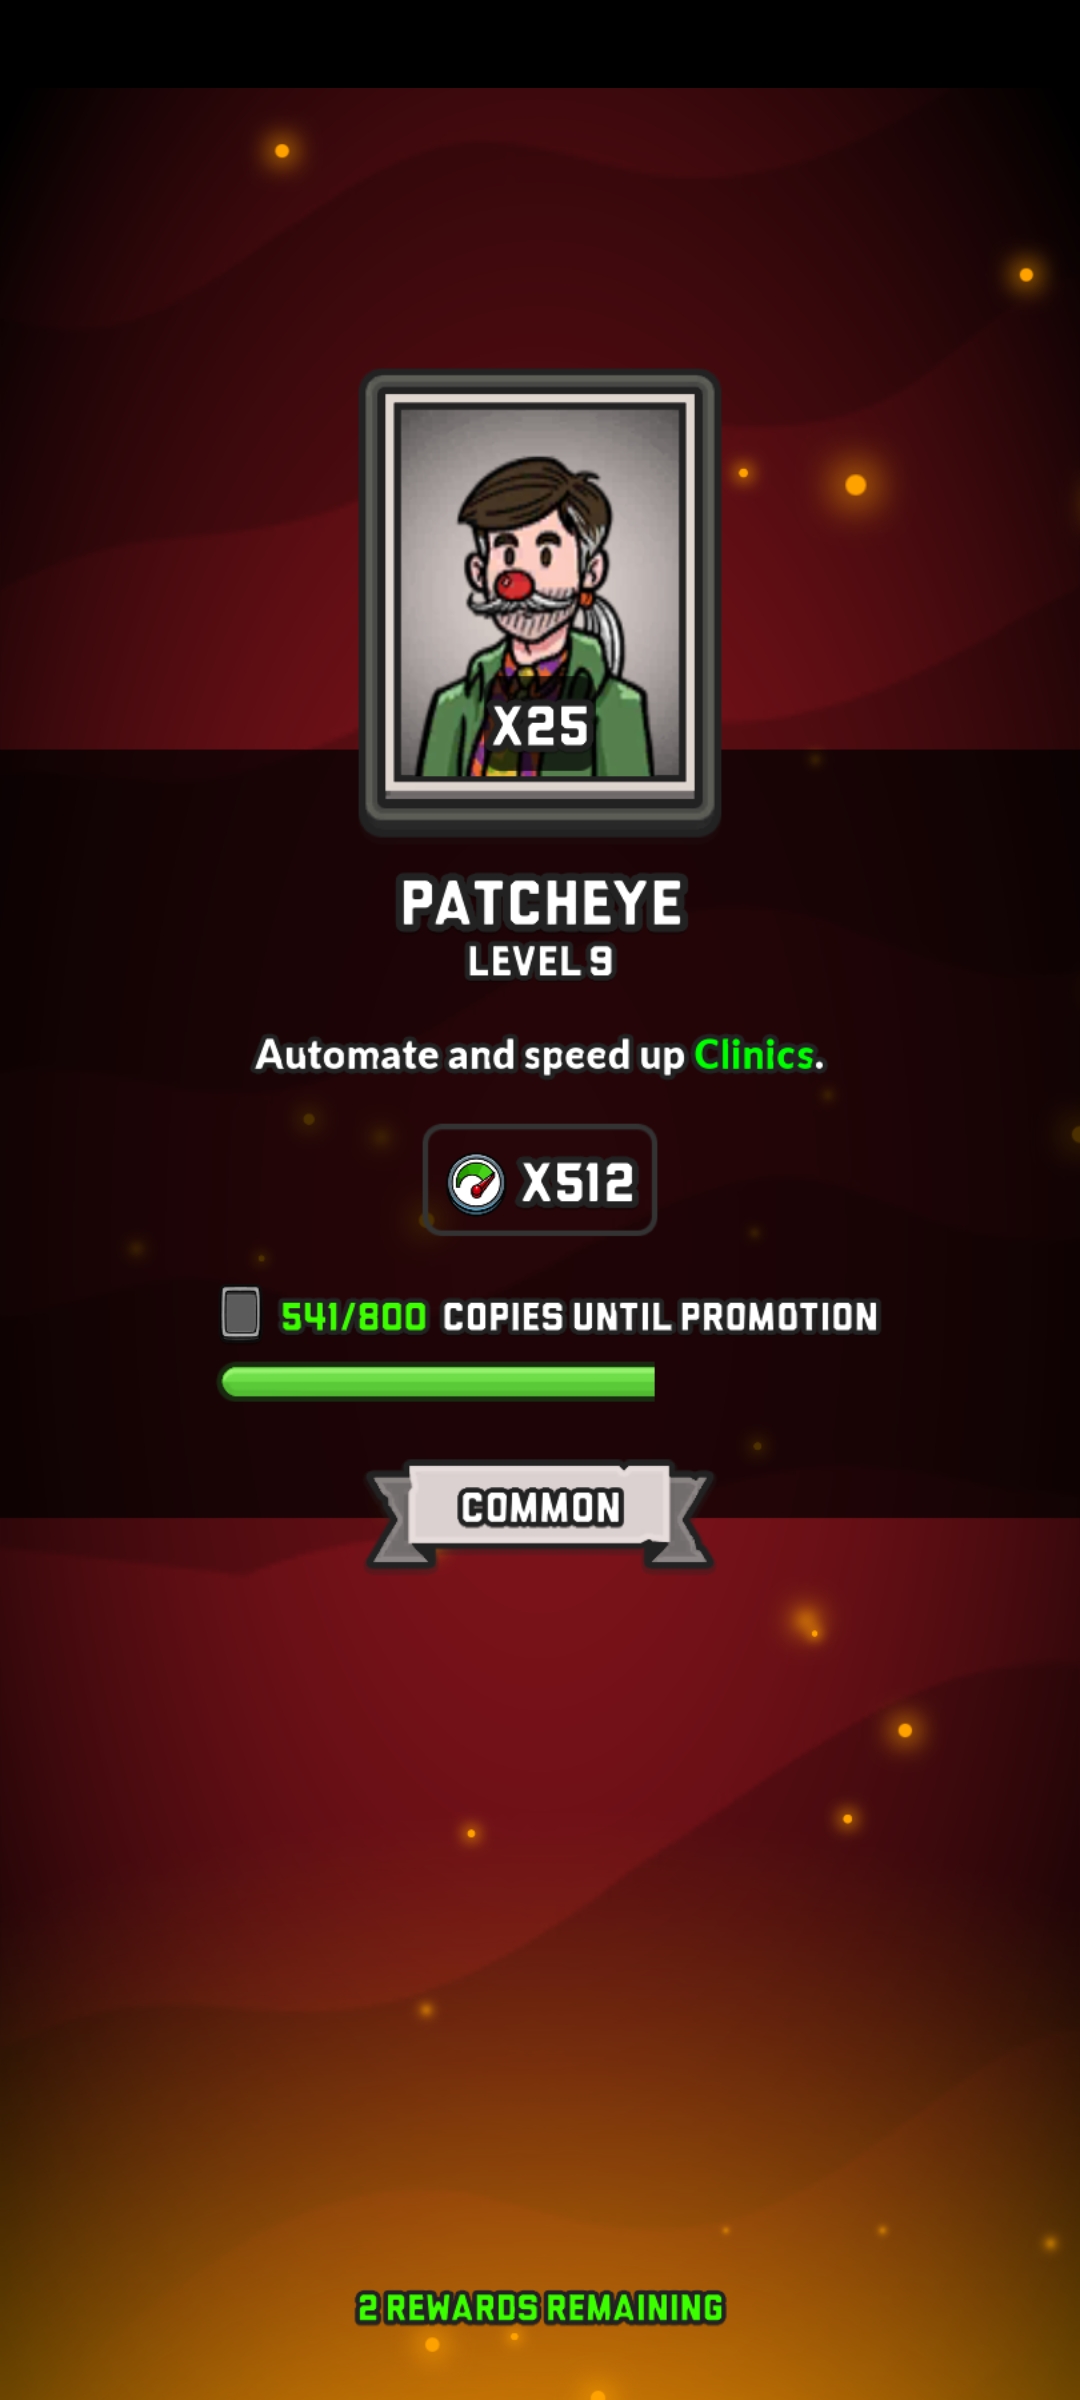 X25
PATCHEYE
LEVEL 9
Automate and speed up Clinics.
X512
541/800 COPIES UNTIL PROMOTION
COMMON
2 REWARDS REMAINING